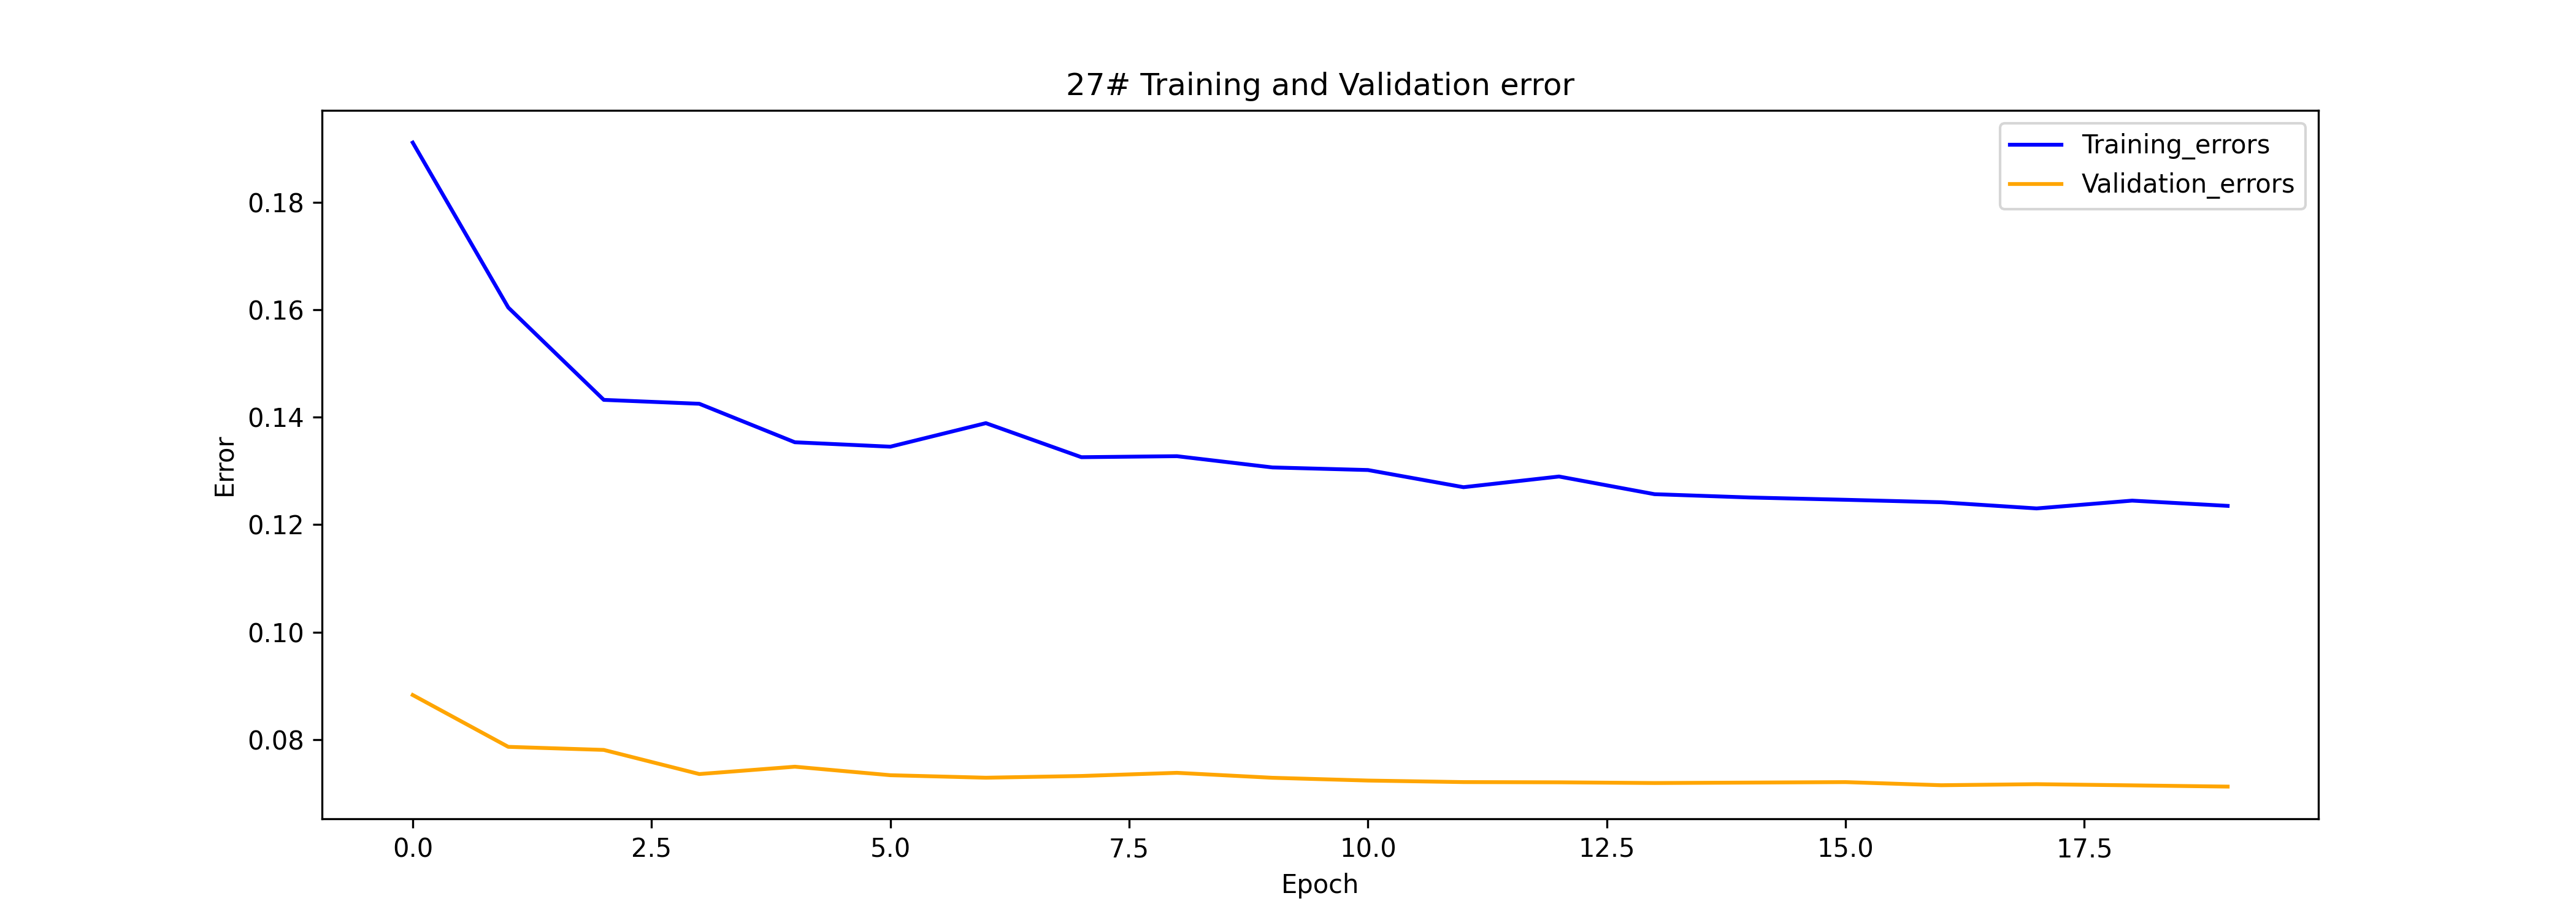 27# Training and Validation error
Training_errors
Validation_errors
0.18
0.16
0.14
0.12
0.10
0.08
Error
0.0 2.5 5.0 7.5 10.0 12.5 15.0 17.5
Epoch